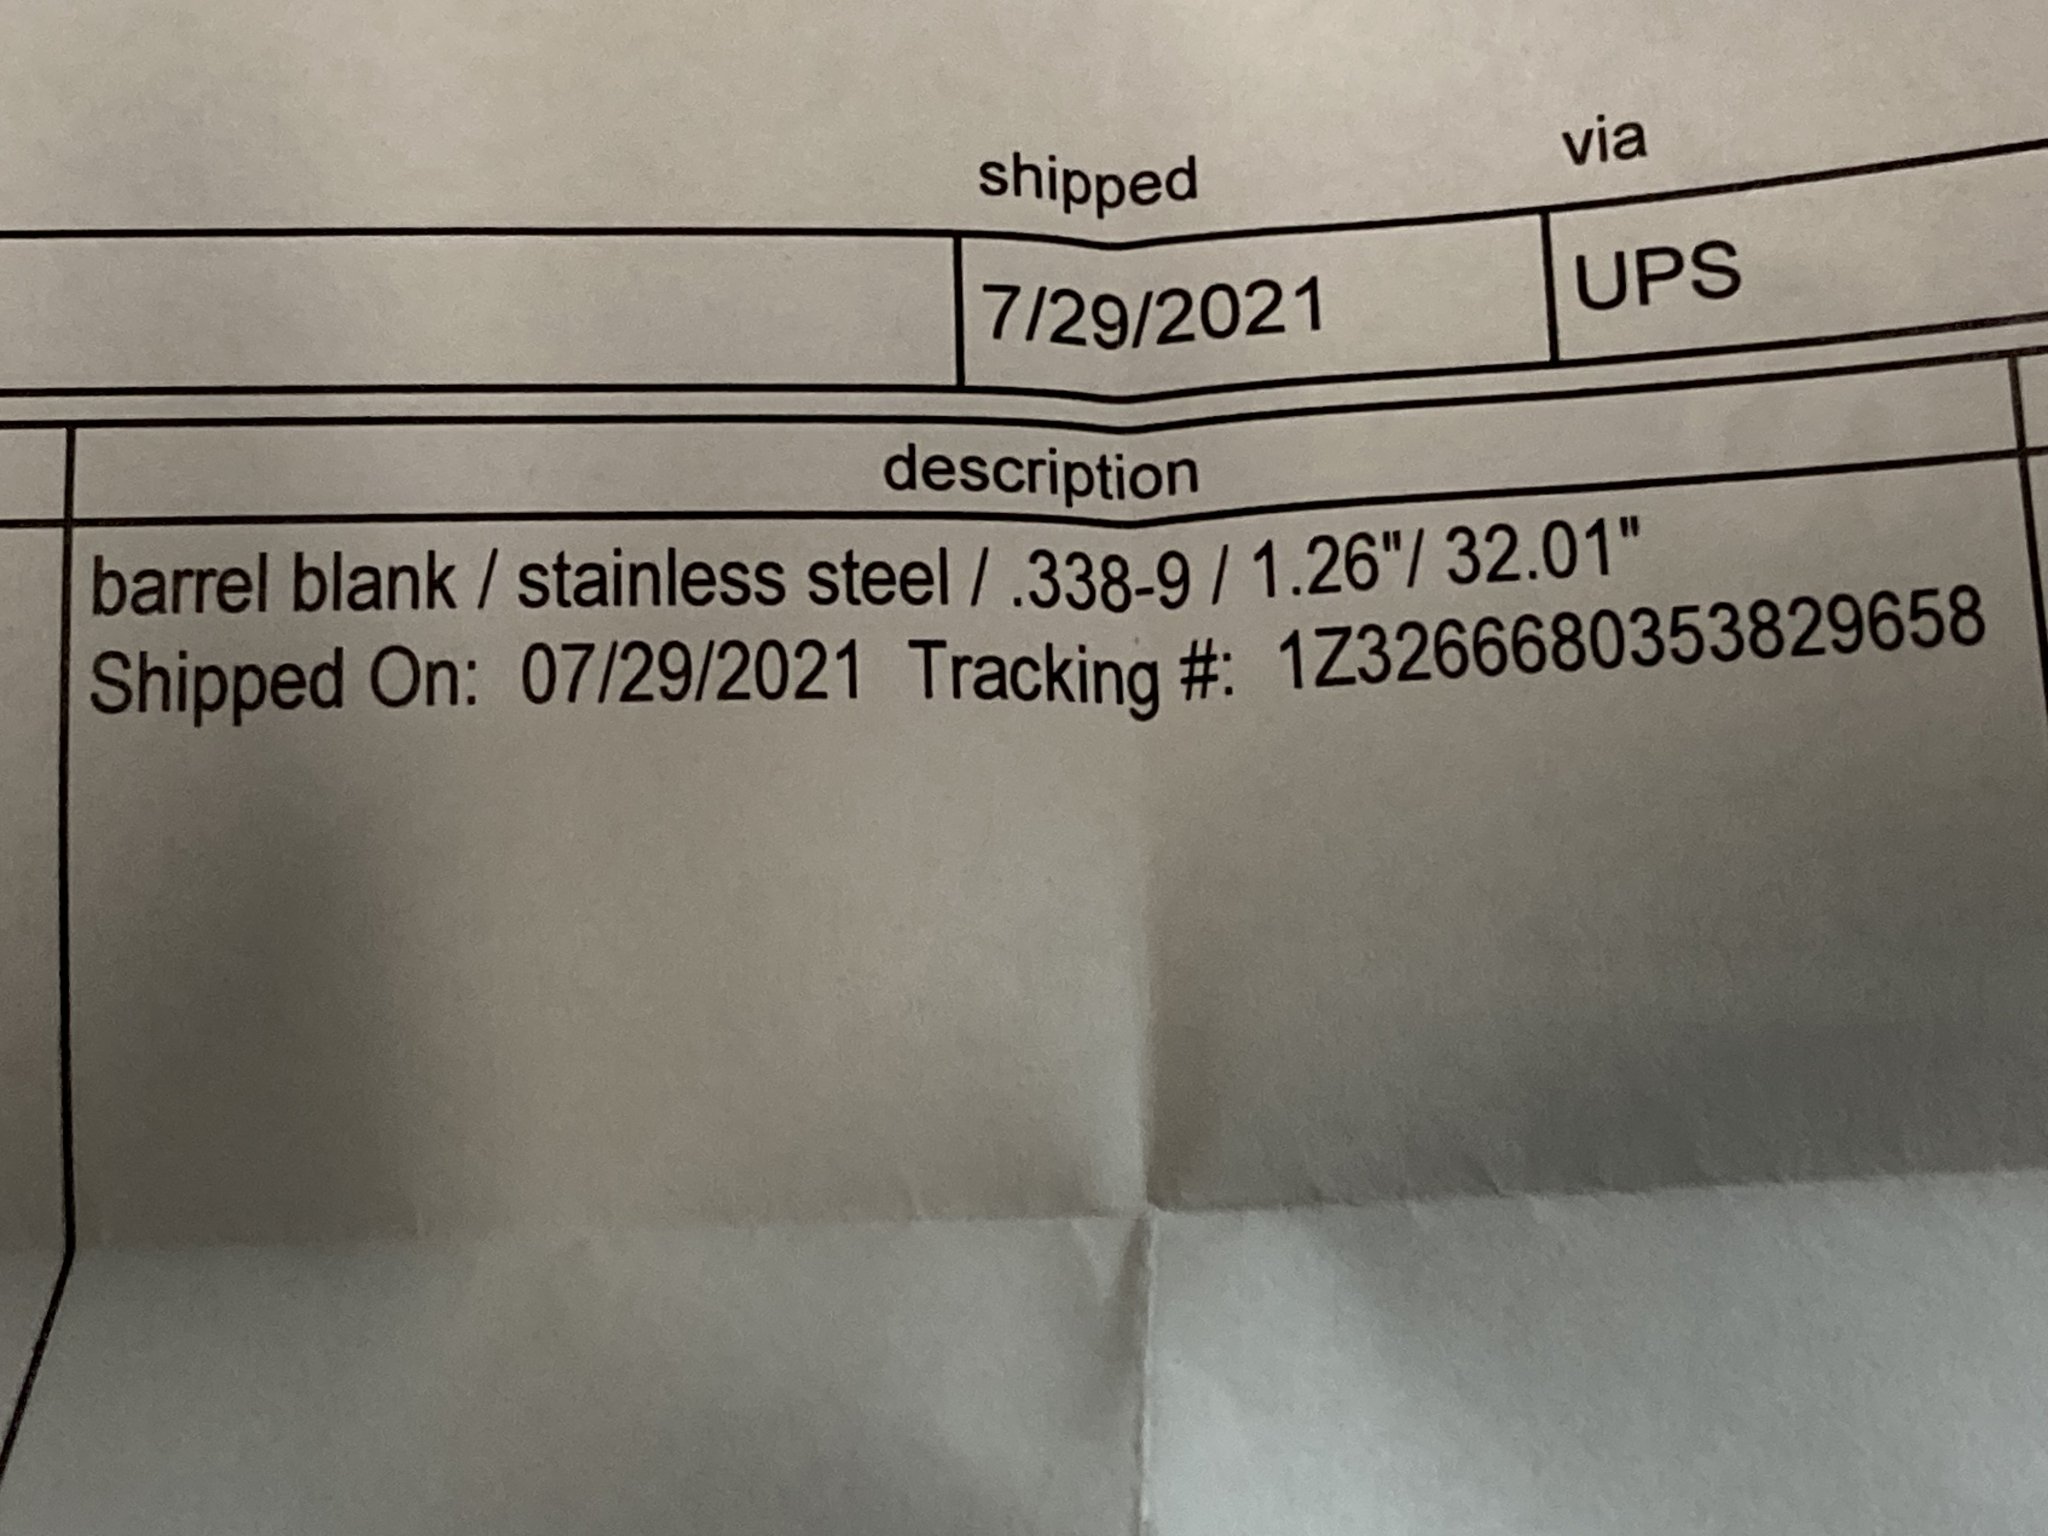 shipped via
7/29/2021 UPS
description
barrel blank / stainless steel / .338-9 / 1.26"/ 32.01"
Shipped On: 07/29/2021 Tracking #: 1Z3266680353829658